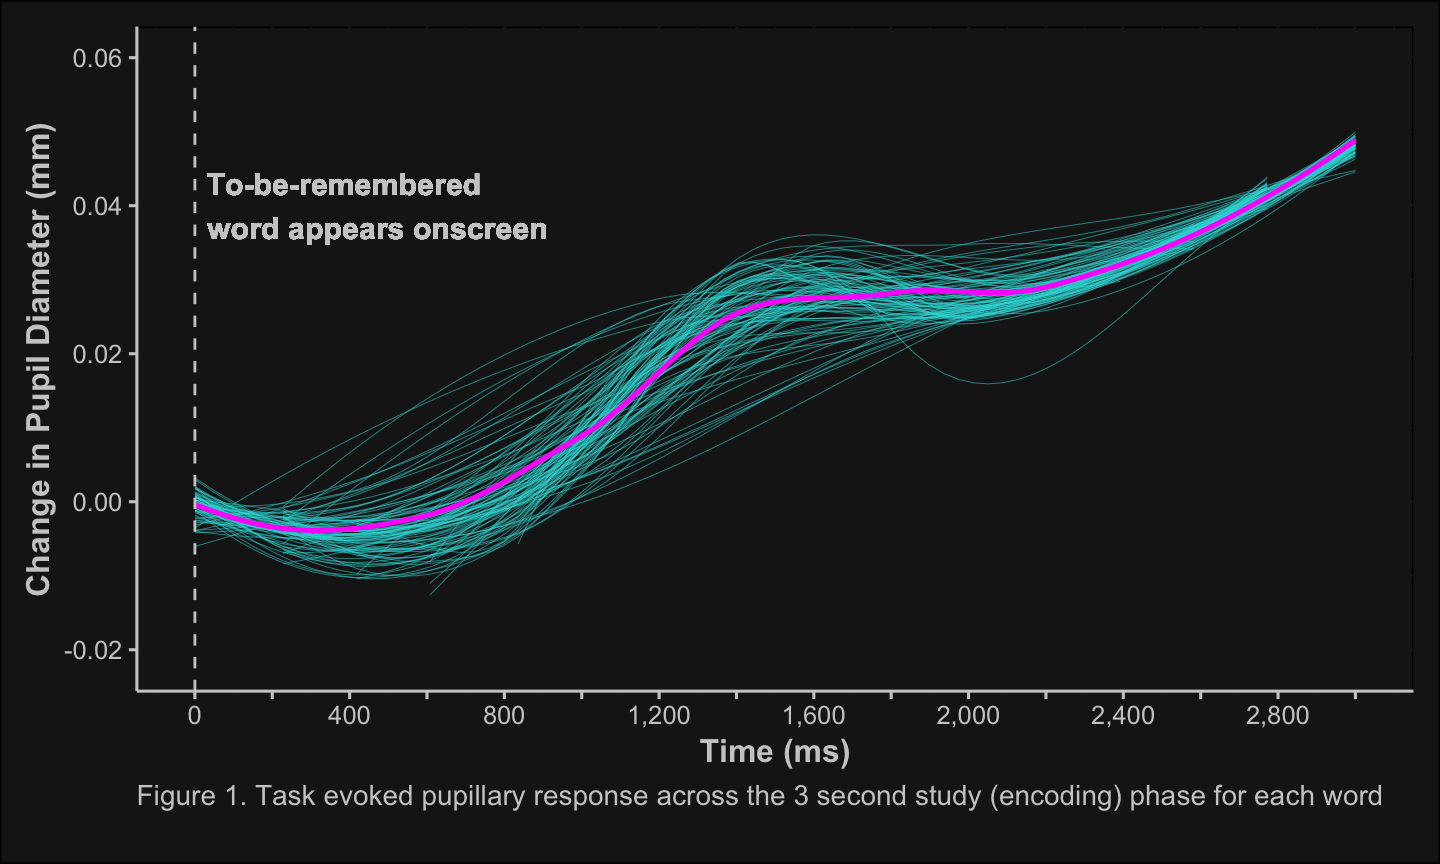 0.06
0.04
0.02
0.00
-0.02
Change in Pupil Diameter (mm)
To-be-remembered
word appears onscreen
0 400 800 1,200 1,600 2,000 2,400 2,800
Time (ms)
Figure 1. Task evoked pupillary response across the 3 second study (encoding) phase for each word